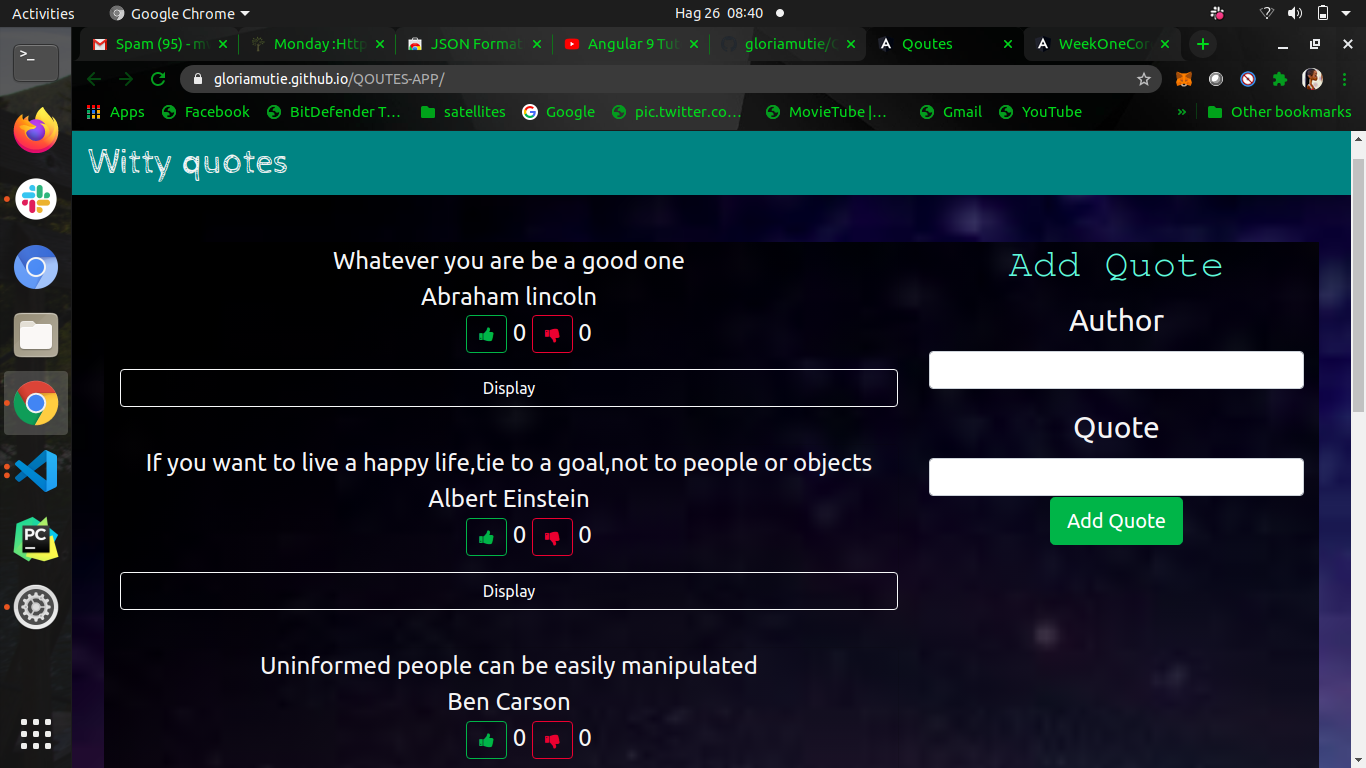 Activities Google Chrome Hag 26 08:40
Spam (95) - m Monday :Http JSON Format Angular 9 Tut gloriamutie/ Qoutes WeekOneCor
gloriamutie.github.io/QOUTES-APP/
Apps Facebook BitDefender T… satellites Google pic.twitter.co… MovieTube |… Gmail YouTube » Other bookmarks
Witty quotes
Whatever you are be a good one
Abraham lincoln
0 0
Display
If you want to live a happy life,tie to a goal,not to people or objects
Albert Einstein
0 0
Display
Uninformed people can be easily manipulated
Ben Carson
0 0
Add Quote
Author
Quote
Add Quote
PC